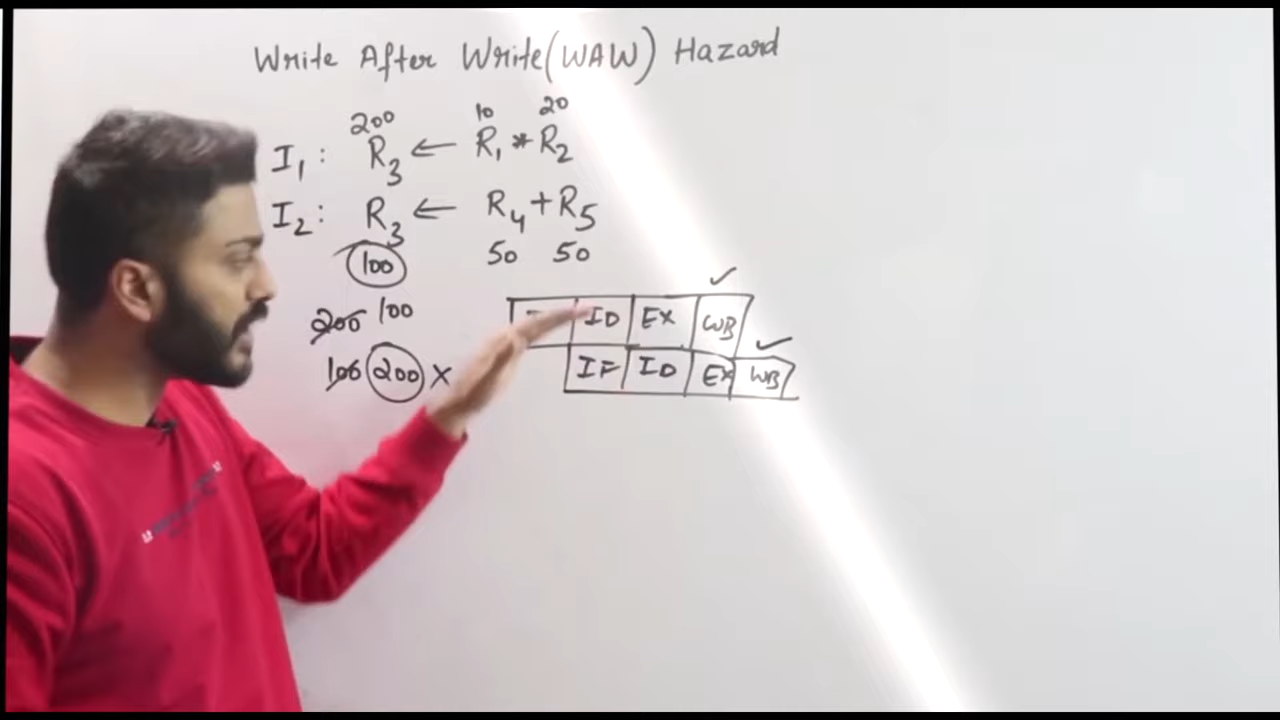 Write After Write(WAW) Hazard
200 10 20
I1: R3 ← R1 * R2
I2: R3 ← R4 + R5
100 50 50
200 100
ID EX WB
100 200 X
IF ID EX WB